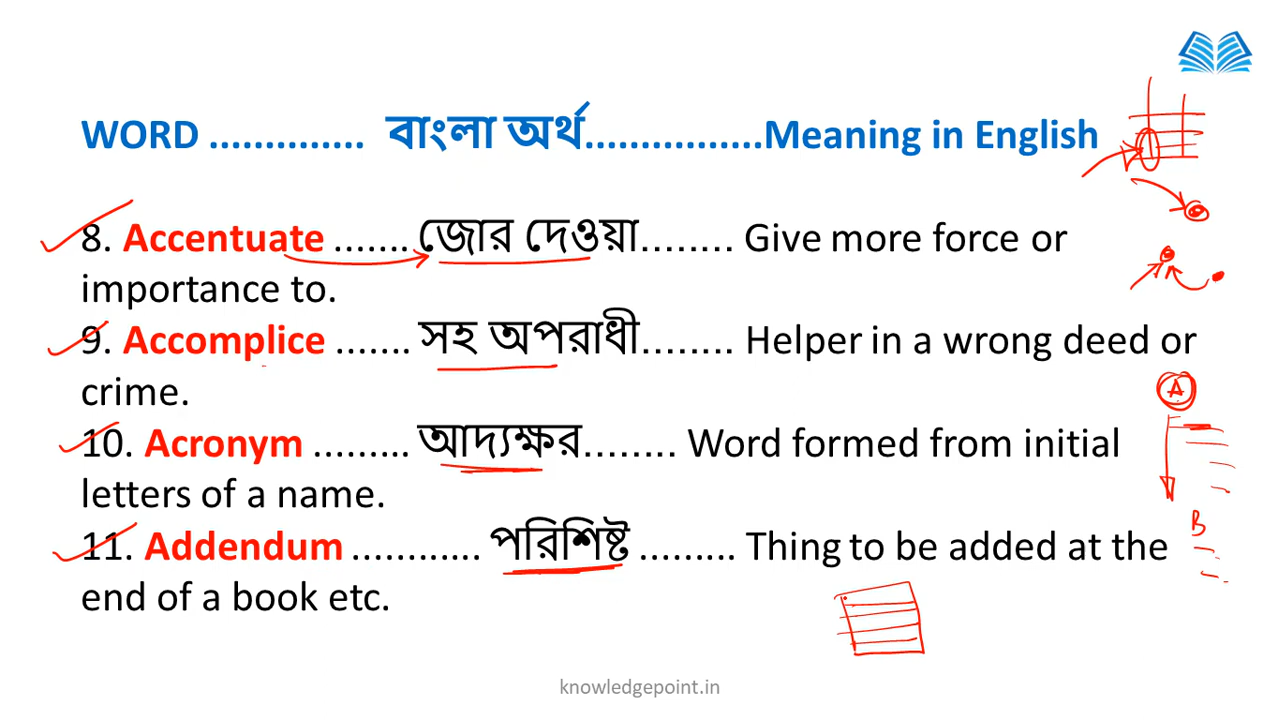 WORD .............. বাংলা অর্থ................Meaning in English
8. Accentuate ....... জোর দেওয়া........ Give more force or
importance to.
9. Accomplice ....... সহ অপরাধী........ Helper in a wrong deed or
crime.
A
10. Acronym ......... আদ্যক্ষর........ Word formed from initial
letters of a name.
B
11. Addendum ............ পরিশিষ্ট ......... Thing to be added at the
end of a book etc.
knowledgepoint.in